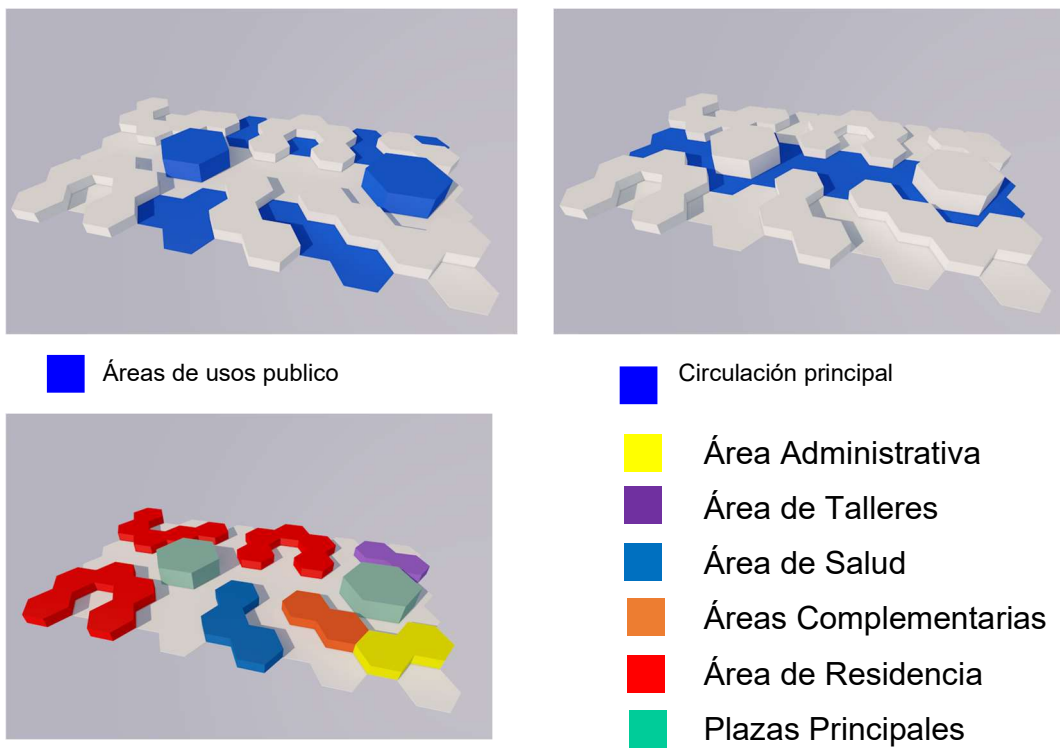 Áreas de usos publico
Circulación principal
Área Administrativa
Área de Talleres
Área de Salud
Áreas Complementarias
Área de Residencia
Plazas Principales